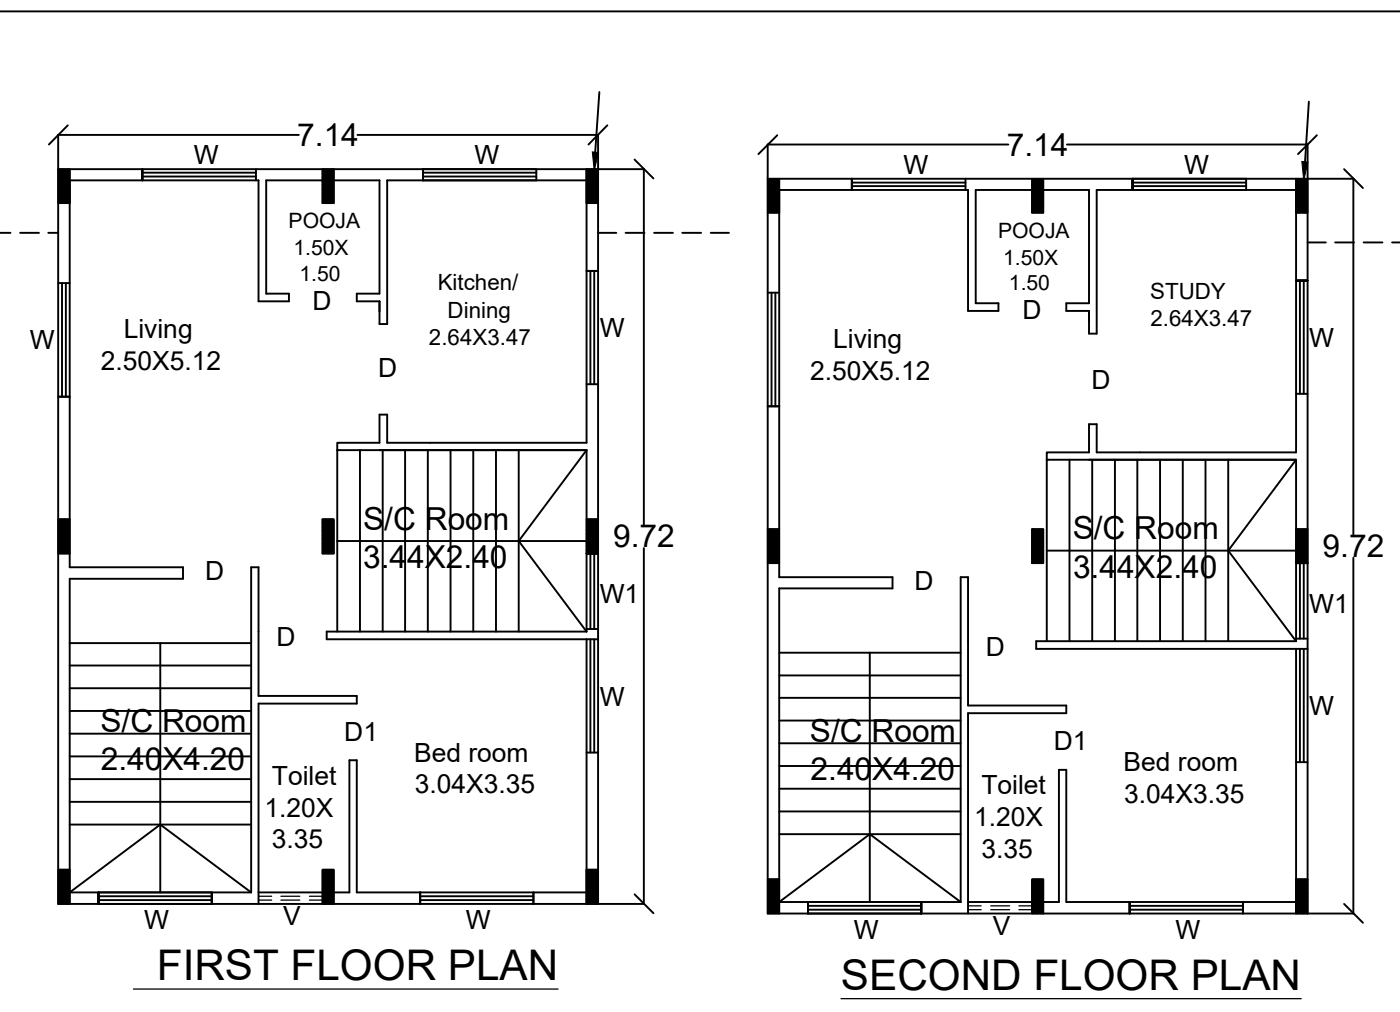 7.14
W
W
POOJA
1.50X
1.50
D
Kitchen/
Dining
2.64X3.47
W
Living
2.50X5.12
W
D
S/C Room
3.44X2.40
9.72
D
W1
D
W
S/C Room
2.40X4.20
D1
Bed room
3.04X3.35
Toilet
1.20X
3.35
W
V
W
FIRST FLOOR PLAN
7.14
W
W
POOJA
1.50X
1.50
D
STUDY
2.64X3.47
Living
2.50X5.12
W
D
S/C Room
3.44X2.40
9.72
D
W1
D
W
S/C Room
2.40X4.20
D1
Bed room
3.04X3.35
Toilet
1.20X
3.35
W
V
W
SECOND FLOOR PLAN